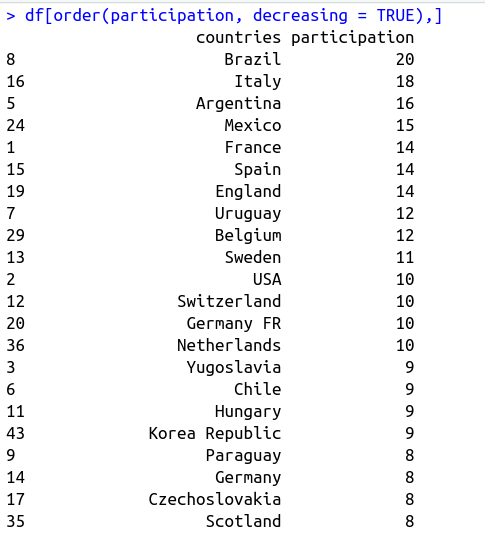 > df[order(participation, decreasing = TRUE),]
countries participation
8 Brazil 20
16 Italy 18
5 Argentina 16
24 Mexico 15
1 France 14
15 Spain 14
19 England 14
7 Uruguay 12
29 Belgium 12
13 Sweden 11
2 USA 10
12 Switzerland 10
20 Germany FR 10
36 Netherlands 10
3 Yugoslavia 9
6 Chile 9
11 Hungary 9
43 Korea Republic 9
9 Paraguay 8
14 Germany 8
17 Czechoslovakia 8
35 Scotland 8